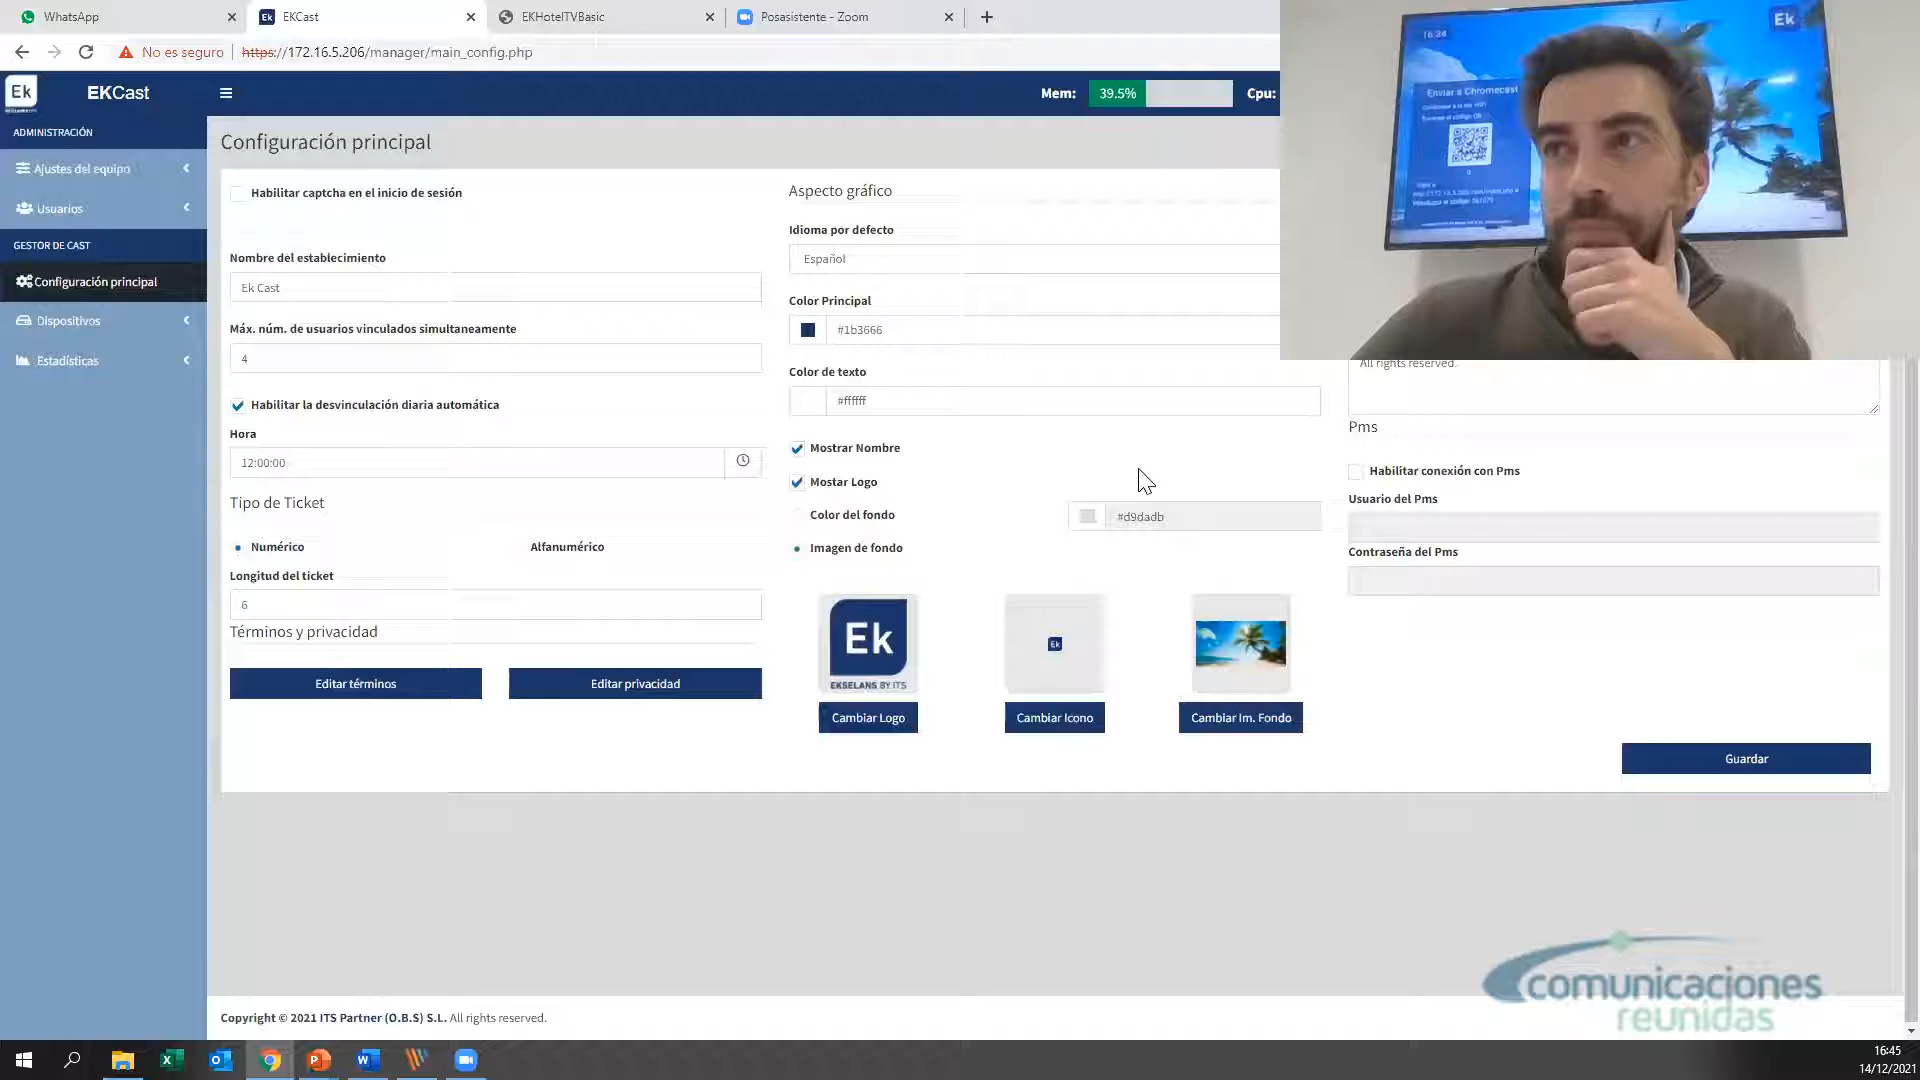 WhatsApp
EKCast
EKHotelTVBasic
Posasistente - Zoom
No es seguro
https://172.16.5.206/manager/main_config.php
Ek
EKCast
Mem:
39.5%
Cpu:
ADMINISTRACIÓN
Ajustes del equipo
Usuarios
GESTOR DE CAST
Configuración principal
Dispositivos
Estadísticas
Configuración principal
Habilitar captcha en el inicio de sesión
Nombre del establecimiento
Ek Cast
Máx. núm. de usuarios vinculados simultaneamente
4
Habilitar la desvinculación diaria automática
Hora
12:00:00
Tipo de Ticket
Numérico
Alfanumérico
Longitud del ticket
6
Términos y privacidad
Editar términos
Editar privacidad
Aspecto gráfico
Idioma por defecto
Español
Color Principal
#1b3666
Color de texto
#ffffff
Mostrar Nombre
Mostar Logo
Color del fondo
#d9dadb
Imagen de fondo
Ek
EKSELANS BY ITS
Ek
Cambiar Logo
Cambiar Icono
Cambiar Im. Fondo
All rights reserved.
Pms
Habilitar conexión con Pms
Usuario del Pms
Contraseña del Pms
Guardar
16:34
Ek
Enviar a Chromecast
comunicaciones
reunidas
Copyright © 2021 ITS Partner (O.B.S) S.L. All rights reserved.
16:45
14/12/2021